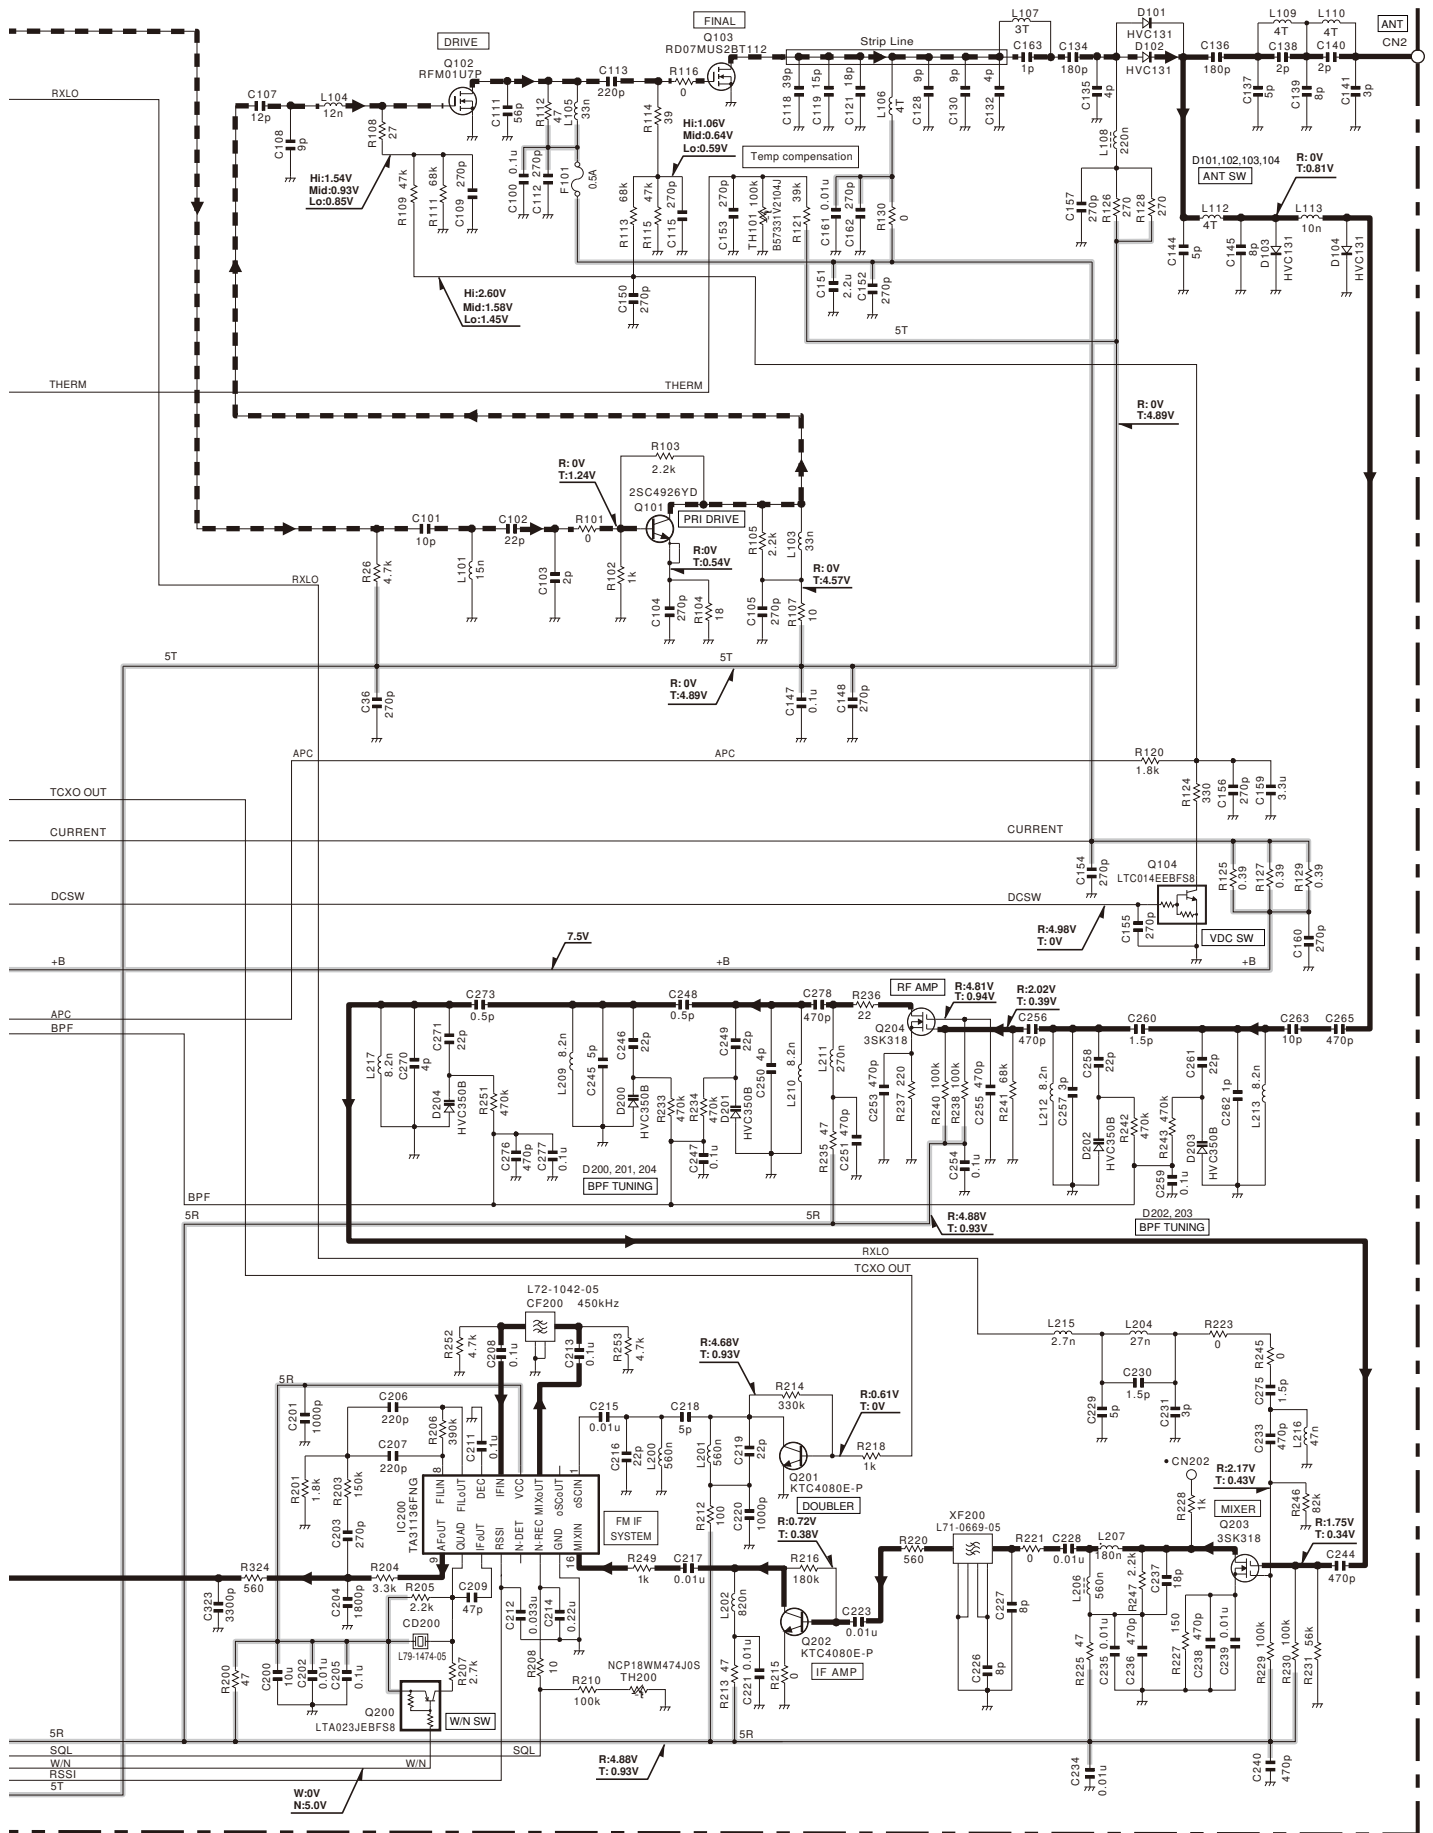 FINAL
DRIVE
Q103
RD07MUS2BT112
Q102
RFM01U7P
Strip Line
L107
3T
D101
HVC131
D102
HVC131
L109
4T
L110
4T
ANT
CN2
C113
220p
R116
0
C163
1p
C134
180p
C136
180p
C138
2p
C140
2p
C118 39p
C119 15p
C121 18p
L106
4T
C128 9p
C130 9p
C132 4p
C135
4p
C137
5p
C139
8p
C141
3p
RXLO
C107
12p
L104
12n
C108
9p
R108
27
C111
56p
R112
47
L105
33n
R114
39
Hi:1.06V
Mid:0.64V
Lo:0.59V
Temp compensation
L108
220n
D101,102,103,104
ANT SW
R: 0V
T:0.81V
Hi:1.54V
Mid:0.93V
Lo:0.85V
R109 47k
R111 68k
C109 270p
C100 0.1u
C112 270p
F101
0.5A
R113 68k
R115 47k
C115 270p
C153 270p
TH101 100k
B57331V2104J
R121 39k
C161 0.01u
C162 270p
R130
0
C157
270p
R126
270
R128
270
L112
4T
L113
10n
C144
5p
C145
8p
D103
HVC131
D104
HVC131
Hi:2.60V
Mid:1.58V
Lo:1.45V
C150
270p
C151
2.2u
C152
270p
5T
THERM
THERM
R: 0V
T:4.89V
R103
2.2k
R: 0V
T:1.24V
2SC4926YD
Q101
PRI DRIVE
C101
10p
C102
22p
R101
0
R26
4.7k
L101
15n
C103
2p
R102
1k
R:0V
T:0.54V
R105
2.2k
L103
33n
R: 0V
T:4.57V
RXLO
C104
270p
R104
18
C105
270p
R107
10
5T
5T
R: 0V
T:4.89V
C36
270p
C147
0.1u
C148
270p
APC
APC
R120
1.8k
R124
330
C156
270p
C159
3.3u
TCXO OUT
CURRENT
CURRENT
C154
270p
Q104
LTC014EEBFS8
R125
0.39
R127
0.39
R129
0.39
DCSW
DCSW
R:4.98V
T: 0V
C155
270p
VDC SW
C160
270p
7.5V
+B
+B
+B
RF AMP
R:4.81V
T: 0.94V
R:2.02V
T: 0.39V
C273
0.5p
C248
0.5p
C278
470p
R236
22
Q204
3SK318
C256
470p
C260
1.5p
C263
10p
C265
470p
APC
BPF
L217
8.2n
C270
4p
C271
22p
D204
HVC350B
R251
470k
L209 8.2n
C245 5p
C246
22p
D200
HVC350B
R233
470k
R234
470k
C249
22p
D201
HVC350B
C250 4p
L210 8.2n
L211
270n
C253 470p
R237 220
R240 100k
R238 100k
C255 470p
R241 68k
L212 8.2n
C257 3p
C258
22p
D202
HVC350B
R242
470k
R243 470k
C261
22p
D203
HVC350B
C262 1p
L213 8.2n
C276
470p
C277
0.1u
C247
0.1u
R235 47
C251 470p
C254
0.1u
C259
0.1u
D200, 201, 204
BPF TUNING
D202, 203
BPF TUNING
BPF
5R
5R
R:4.88V
T: 0.93V
RXLO
TCXO OUT
L72-1042-05
CF200 450kHz
R252
4.7k
C208
0.1u
C213
0.1u
R253
4.7k
L215
2.7n
L204
27n
R223
0
R245
0
C275
1.5p
R:4.68V
T: 0.93V
R214
330k
R:0.61V
T: 0V
C229
5p
C230
1.5p
C231
3p
C233
470p
L216
47n
5R
C201
1000p
C206
220p
R206
390k
C211
0.1u
C207
220p
C215
0.01u
C218
5p
C216
22p
L200
560n
L201
560n
C219
22p
R218
1k
Q201
KTC4080E-P
DOUBLER
R201
1.8k
R203
150k
C203
270p
8
1
FILIN
FILoUT
DEC
IFIN
VCC
MIXoUT
oSCoUT
oSCIN
IC200
TA31136FNG
AFoUT
QUAD
IFoUT
RSSI
N-DET
N-REC
GND
MIXIN
9
16
FM IF
SYSTEM
R212
100
C220
1000p
R:0.72V
T: 0.38V
CN202
R228
1k
R:2.17V
T: 0.43V
MIXER
Q203
3SK318
R246
82k
R:1.75V
T: 0.34V
XF200
L71-0669-05
R220
560
R221
0
C228
0.01u
L207
180n
C244
470p
R324
560
R204
3.3k
C323
3300p
C204
1800p
R205
2.2k
C209
47p
CD200
L79-1474-05
C212
0.033u
C214
0.22u
R249
1k
C217
0.01u
R216
180k
L202
820n
C223
0.01u
Q202
KTC4080E-P
IF AMP
C227
8p
L206
560n
R247 2.2k
C237
18p
R200
47
C200
10u
C202
0.01u
C205
0.1u
R207
2.7k
R208
10
R210
100k
NCP18WM474J0S
TH200
R213 47
C221 0.01u
R215
0
C226
8p
R225 47
C235 0.01u
C236 470p
R227 150
C238 470p
C239 0.01u
R229 100k
R230 100k
R231 56k
Q200
LTA023JEBFS8
W/N SW
5R
5R
SQL
SQL
W/N
W/N
RSSI
5T
R:4.88V
T: 0.93V
W:0V
N:5.0V
C234
0.01u
C240
470p